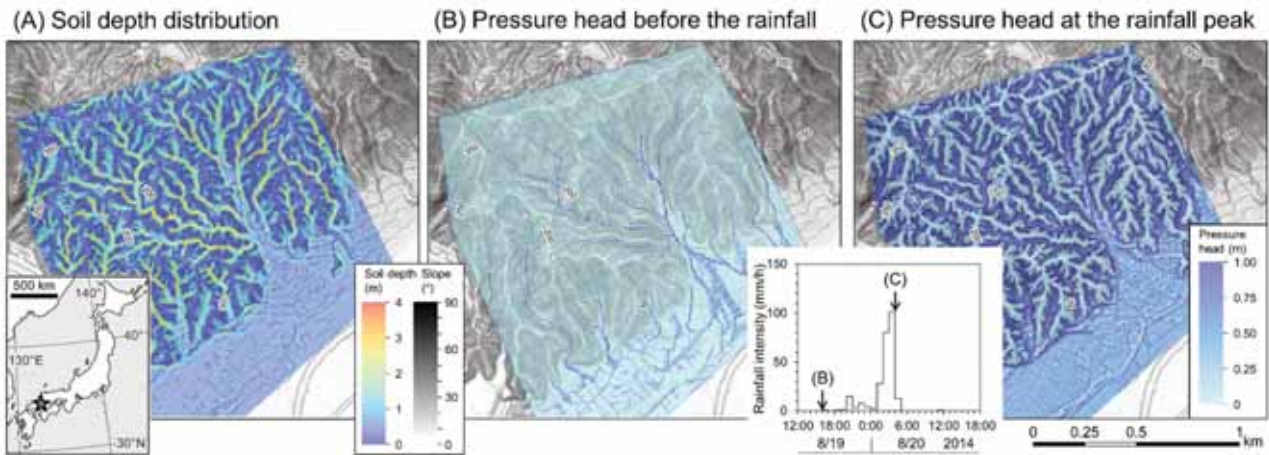 (A) Soil depth distribution
(B) Pressure head before the rainfall
(C) Pressure head at the rainfall peak
500 km
140°
40°
130°E
-30°N
Soil depth (m)
4
3
2
1
0
Slope (°)
90
60
30
0
Rainfall intensity (mm/h)
150
100
50
0
(B)
(C)
12:00 18:00 0:00 6:00 12:00 18:00
8/19 8/20 2014
Pressure head (m)
1.00
0.75
0.50
0.25
0
0 0.25 0.5 1
km